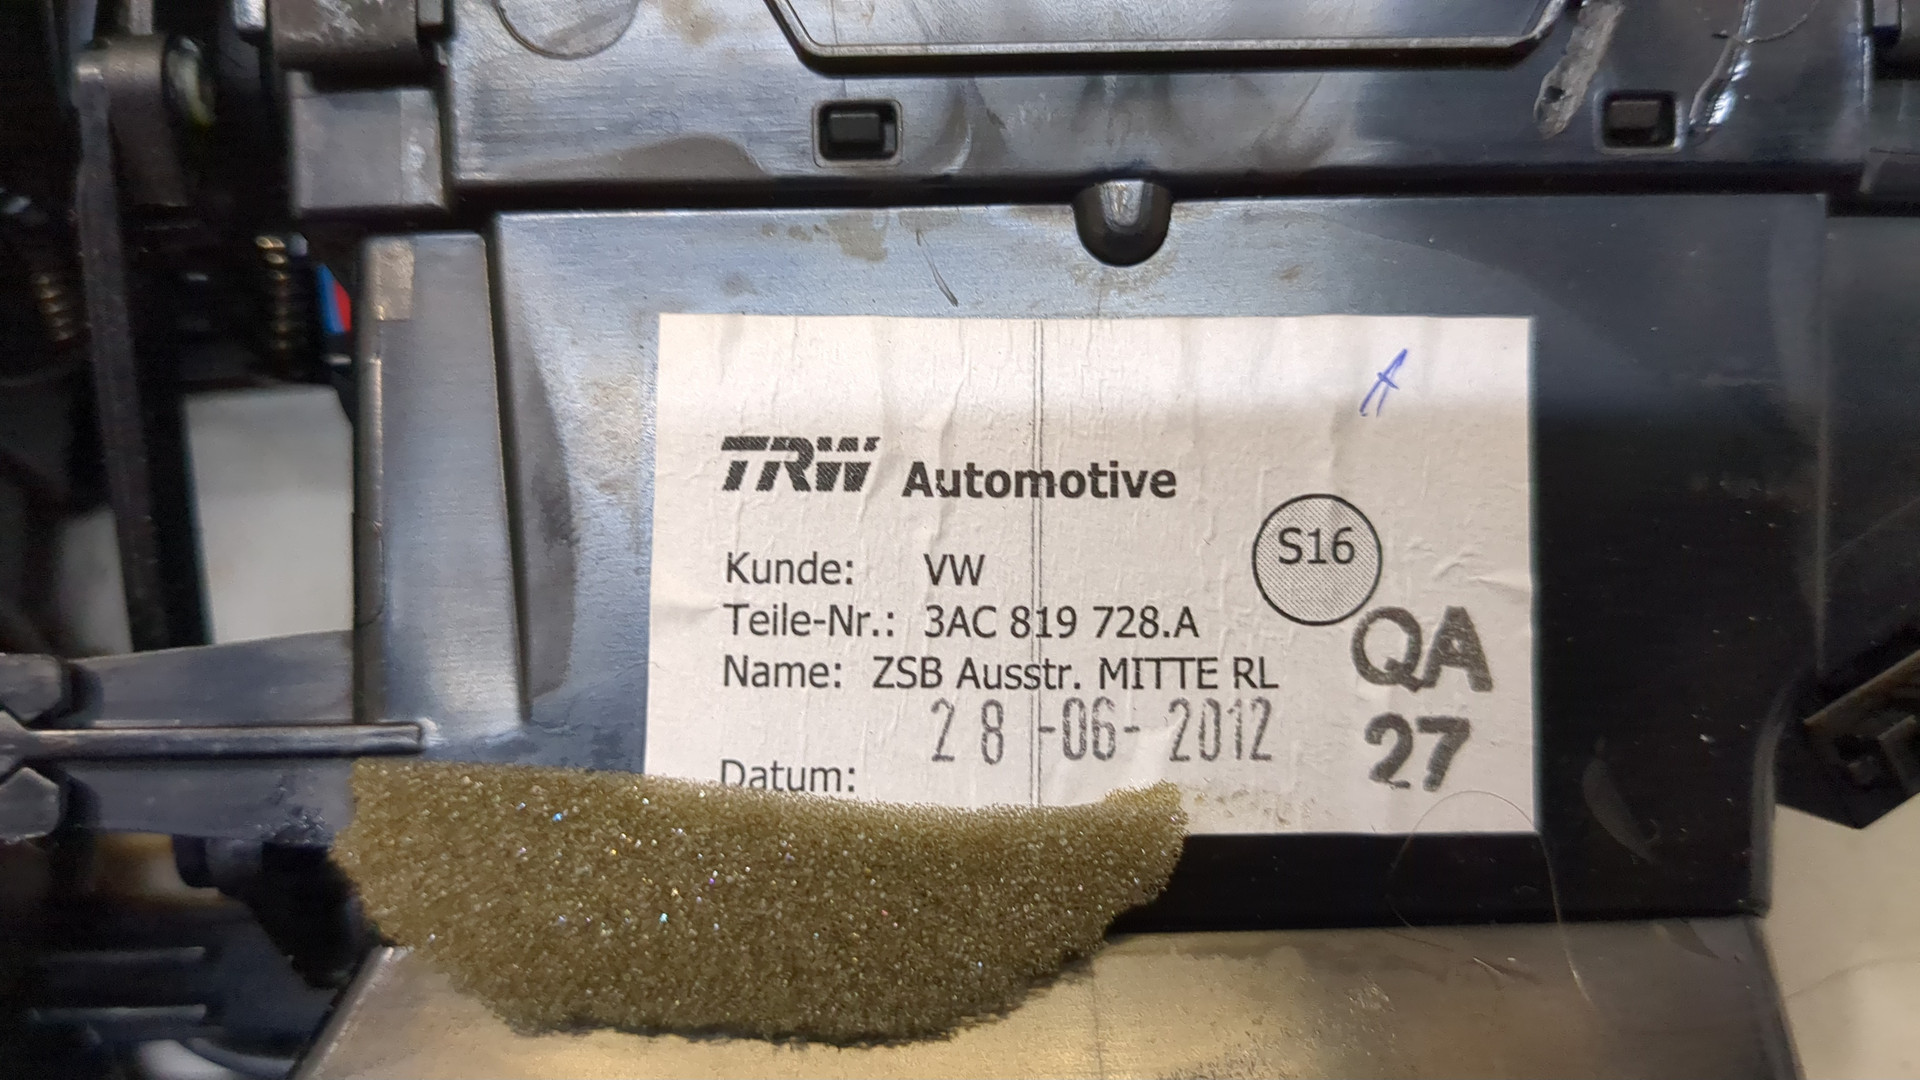 TRW Automotive
S16
Kunde: VW
Teile-Nr.: 3AC 819 728.A
Name: ZSB Ausstr. MITTE RL
28-06-2012
Datum:
QA
27